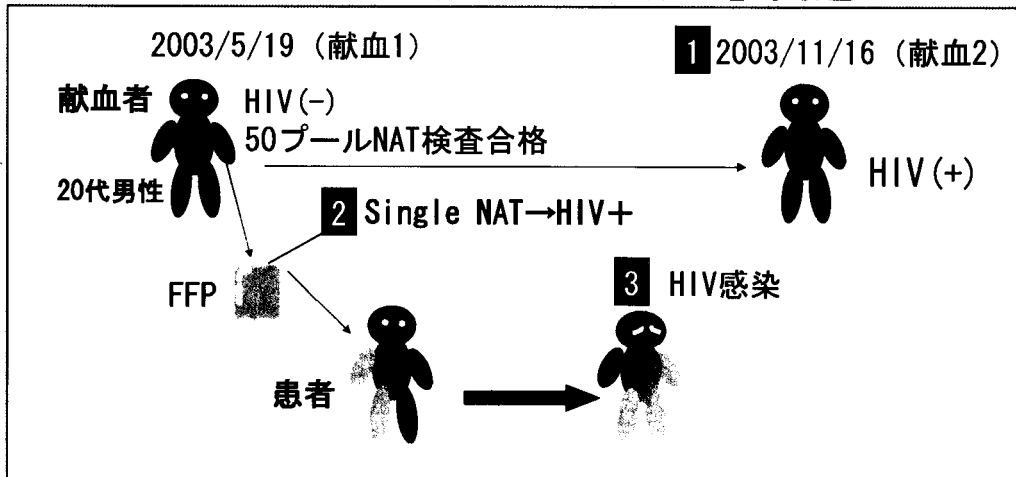 2003/5/19 (献血1)
1 2003/11/16 (献血2)
献血者
HIV(-)
50プールNAT検査合格
20代男性
HIV(+)
2 Single NAT→HIV+
FFP
3 HIV感染
患者